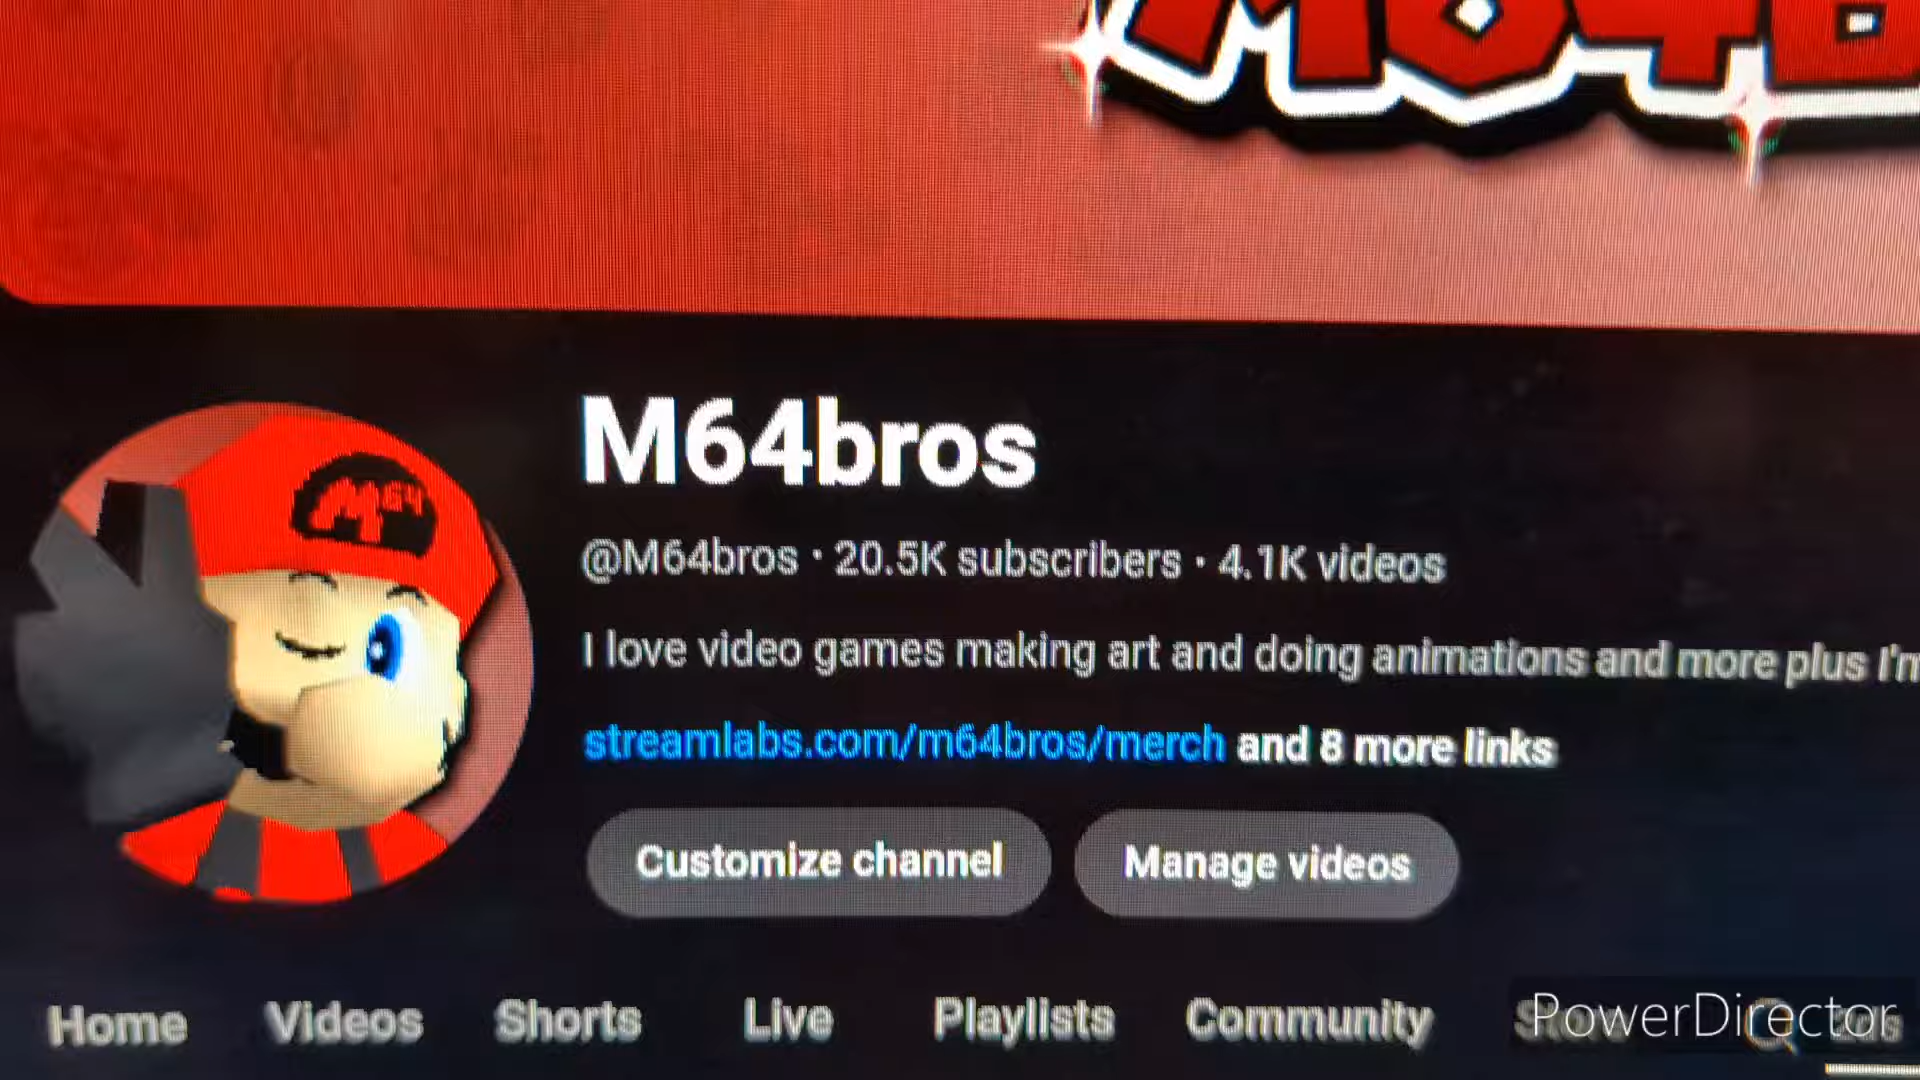 M64B
M64
M64bros
@M64bros · 20.5K subscribers · 4.1K videos
I love video games making art and doing animations and more plus I'm
streamlabs.com/m64bros/merch and 8 more links
Customize channel Manage videos
Home Videos Shorts Live Playlists Community
PowerDirector